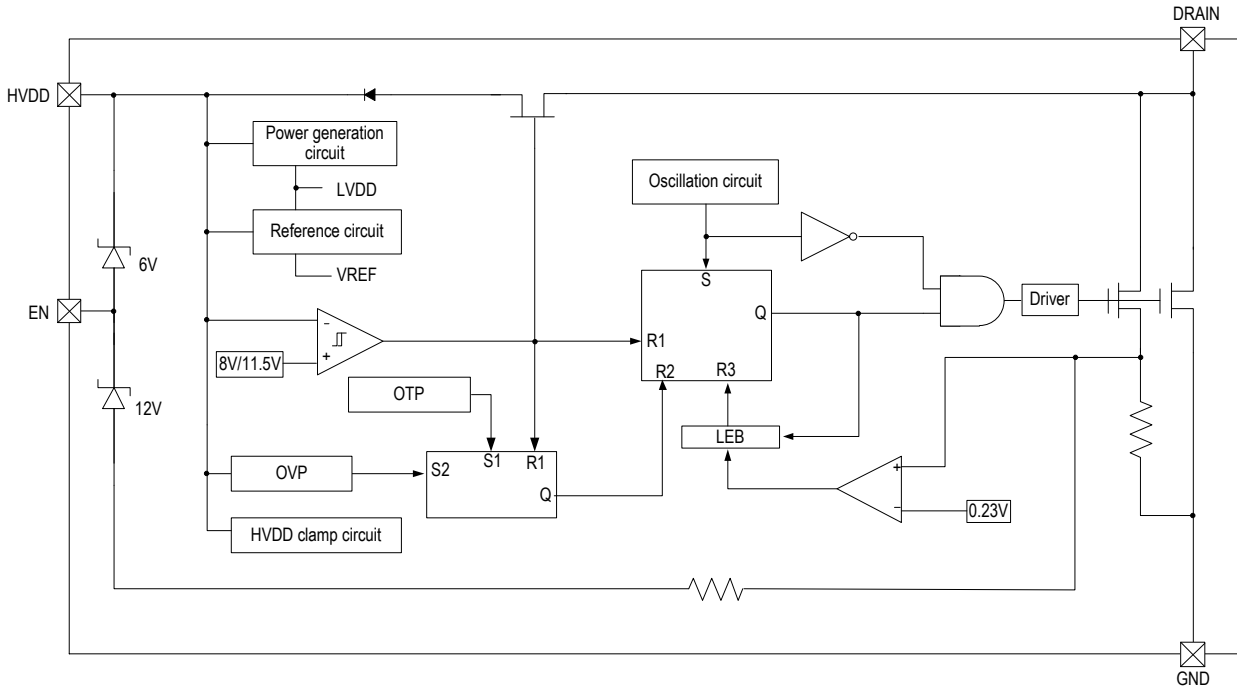 DRAIN
HVDD
Power generation
circuit
LVDD
Oscillation circuit
Reference circuit
VREF
6V
EN
S
Q
Driver
-
+
8V/11.5V
R1
R2
R3
12V
OTP
LEB
OVP
S2
S1
R1
Q
+
-
0.23V
HVDD clamp circuit
GND